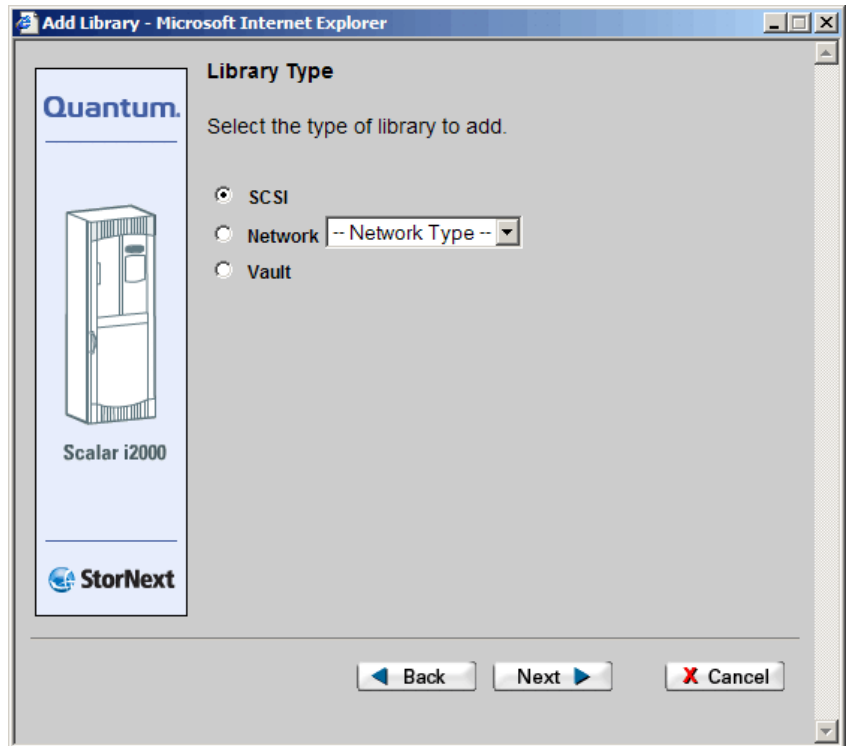 Add Library - Microsoft Internet Explorer
Library Type
Quantum.
Select the type of library to add.
SCSI
Network -- Network Type --
Vault
Scalar i2000
StorNext
Back Next X Cancel